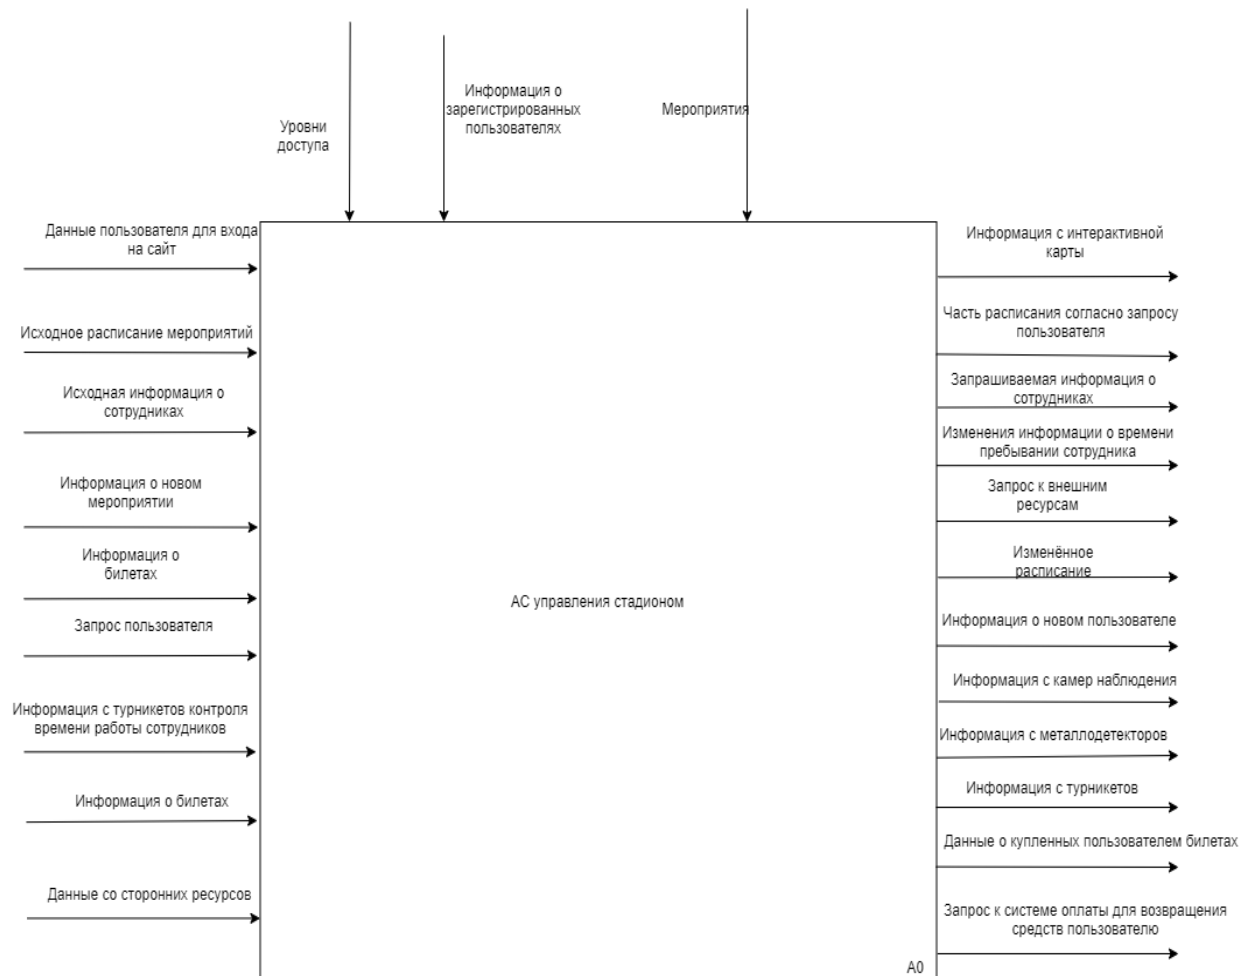 Уровни
доступа
Информация о
зарегистрированных
пользователях
Мероприятия
Данные пользователя для входа
на сайт
Исходное расписание мероприятий
Исходная информация о
сотрудниках
Информация о новом
мероприятии
Информация о
билетах
Запрос пользователя
Информация с турникетов контроля
времени работы сотрудников
Информация о билетах
Данные со сторонних ресурсов
АС управления стадионом
A0
Информация с интерактивной
карты
Часть расписания согласно запросу
пользователя
Запрашиваемая информация о
сотрудниках
Изменения информации о времени
пребывании сотрудника
Запрос к внешним
ресурсам
Изменённое
расписание
Информация о новом пользователе
Информация с камер наблюдения
Информация с металлодетекторов
Информация с турникетов
Данные о купленных пользователем билетах
Запрос к системе оплаты для возвращения
средств пользователю